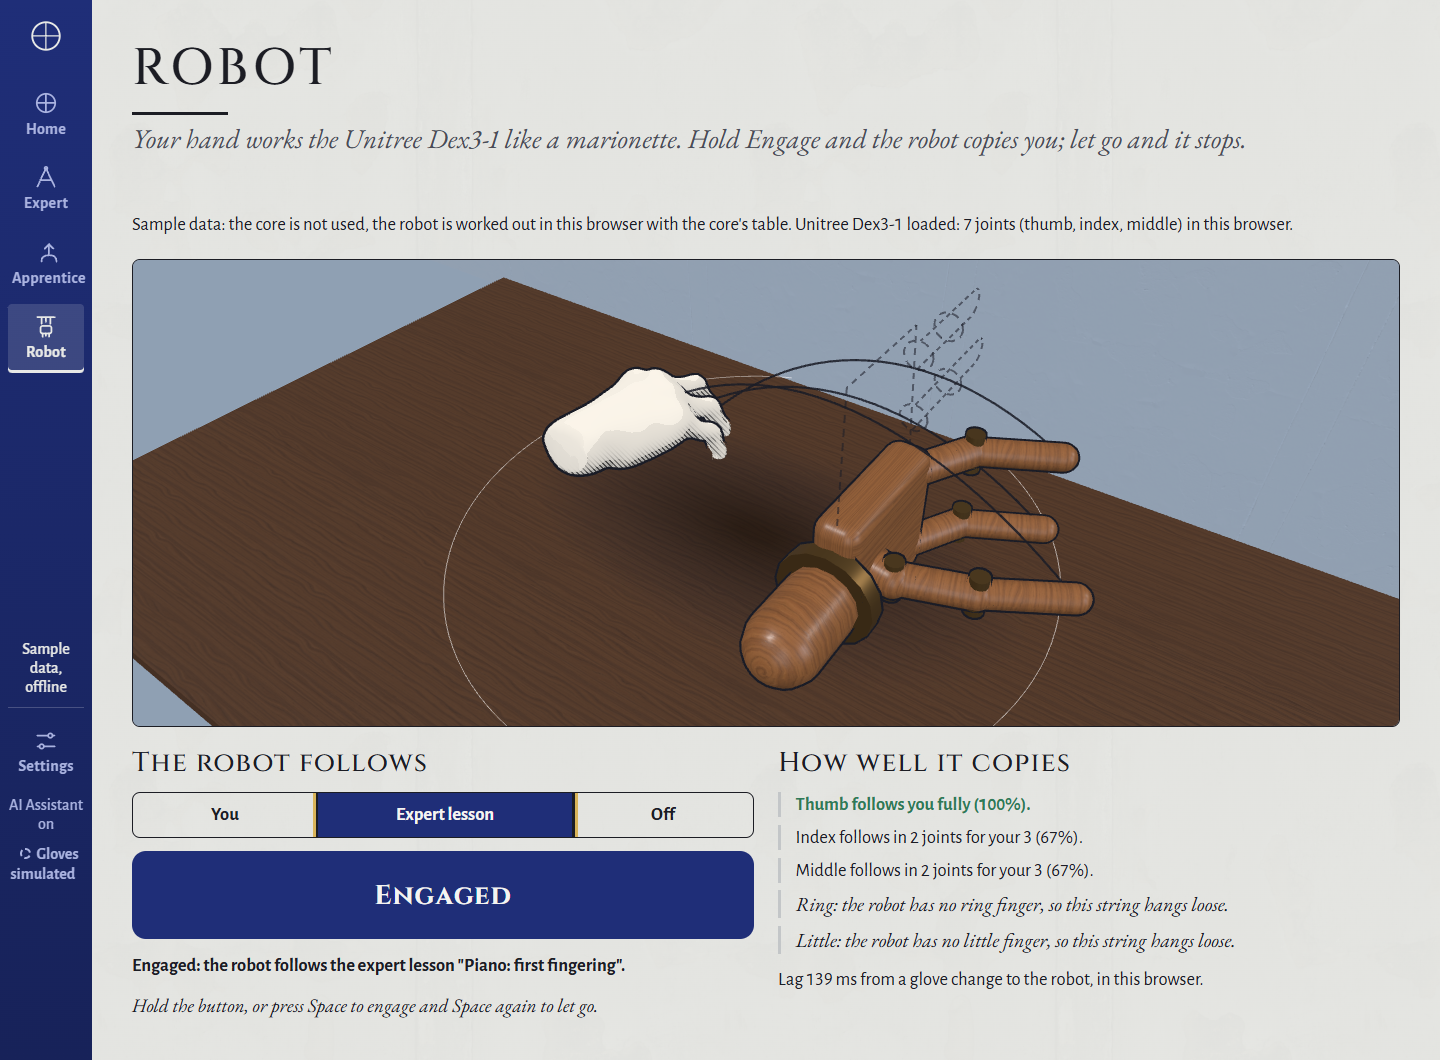 Home
Expert
Apprentice
Robot
Sample
data,
offline
Settings
AI Assistant
on
Gloves
simulated
ROBOT
Your hand works the Unitree Dex3-1 like a marionette. Hold Engage and the robot copies you; let go and it stops.
Sample data: the core is not used, the robot is worked out in this browser with the core's table. Unitree Dex3-1 loaded: 7 joints (thumb, index, middle) in this browser.
The robot follows
You
Expert lesson
Off
Engaged
Engaged: the robot follows the expert lesson "Piano: first fingering".
Hold the button, or press Space to engage and Space again to let go.
How well it copies
Thumb follows you fully (100%).
Index follows in 2 joints for your 3 (67%).
Middle follows in 2 joints for your 3 (67%).
Ring: the robot has no ring finger, so this string hangs loose.
Little: the robot has no little finger, so this string hangs loose.
Lag 139 ms from a glove change to the robot, in this browser.